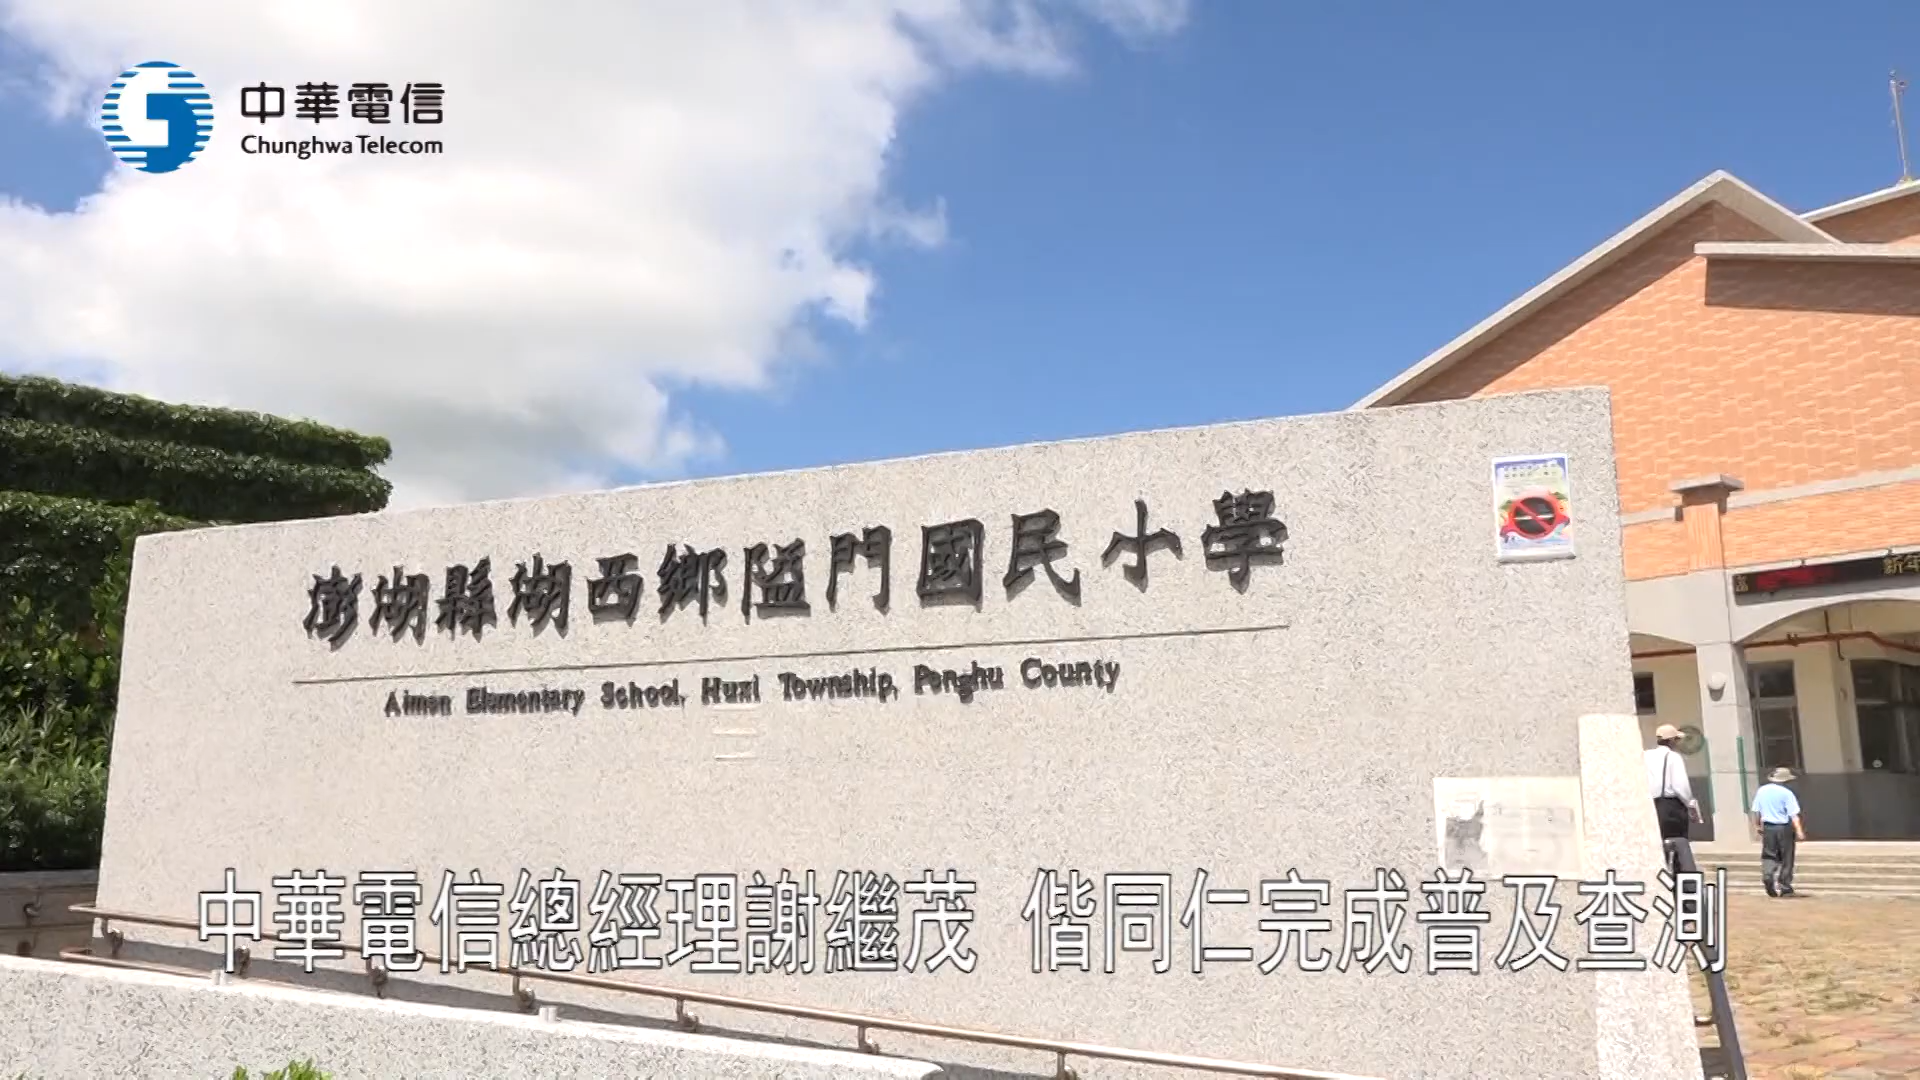 中華電信
Chunghwa Telecom
澎湖縣湖西鄉隘門國民小學
Aimen Elementary School, Huxi Township, Penghu County
新年
中華電信總經理謝繼茂 偕同仁完成普及查測